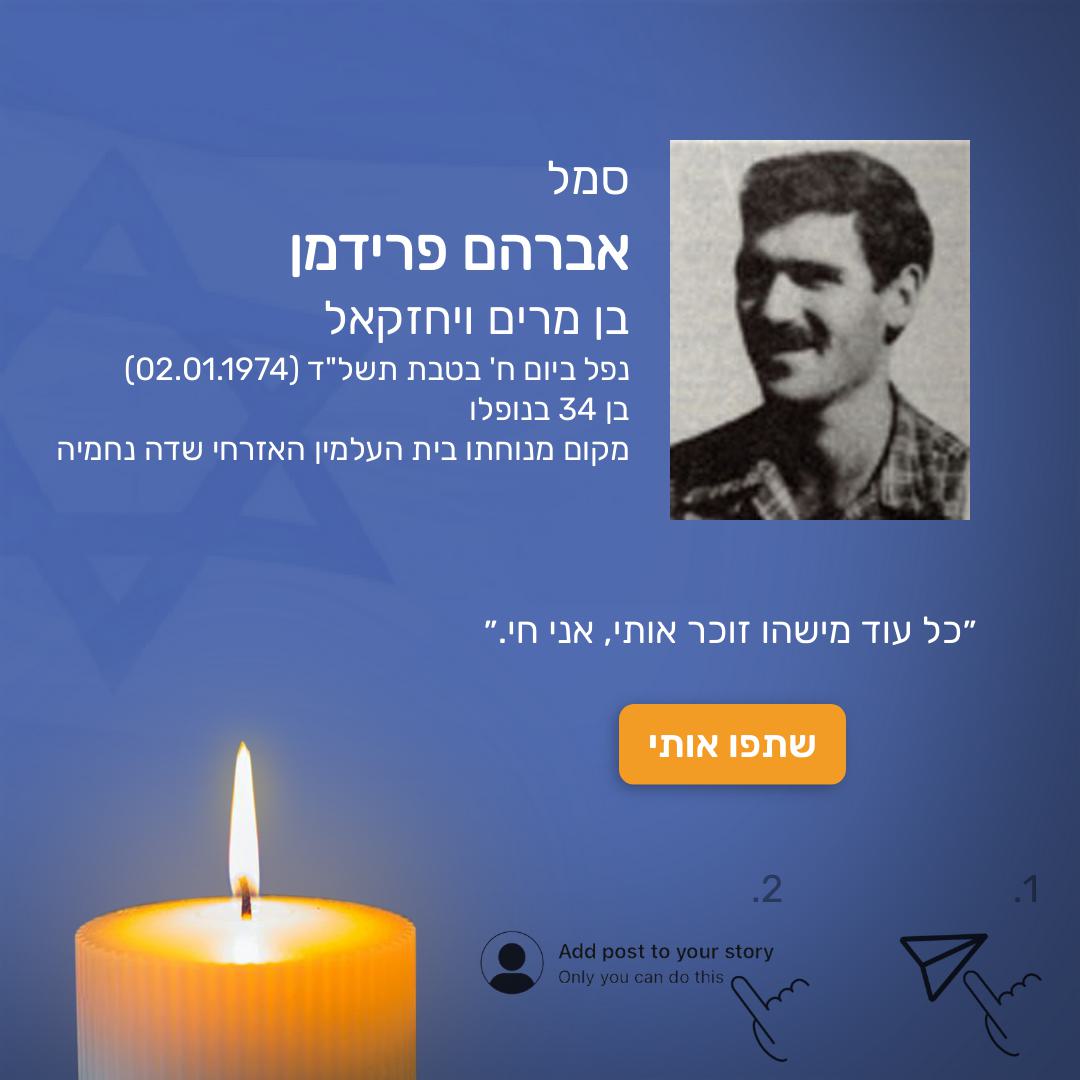 סמל
אברהם פרידמן
בן מרים ויחזקאל
נפל ביום ח' בטבת תשל"ד (02.01.1974)
בן 34 בנופלו
מקום מנוחתו בית העלמין האזרחי שדה נחמיה
״כל עוד מישהו זוכר אותי, אני חי.״
שתפו אותי
.1
.2
Add post to your story
Only you can do this